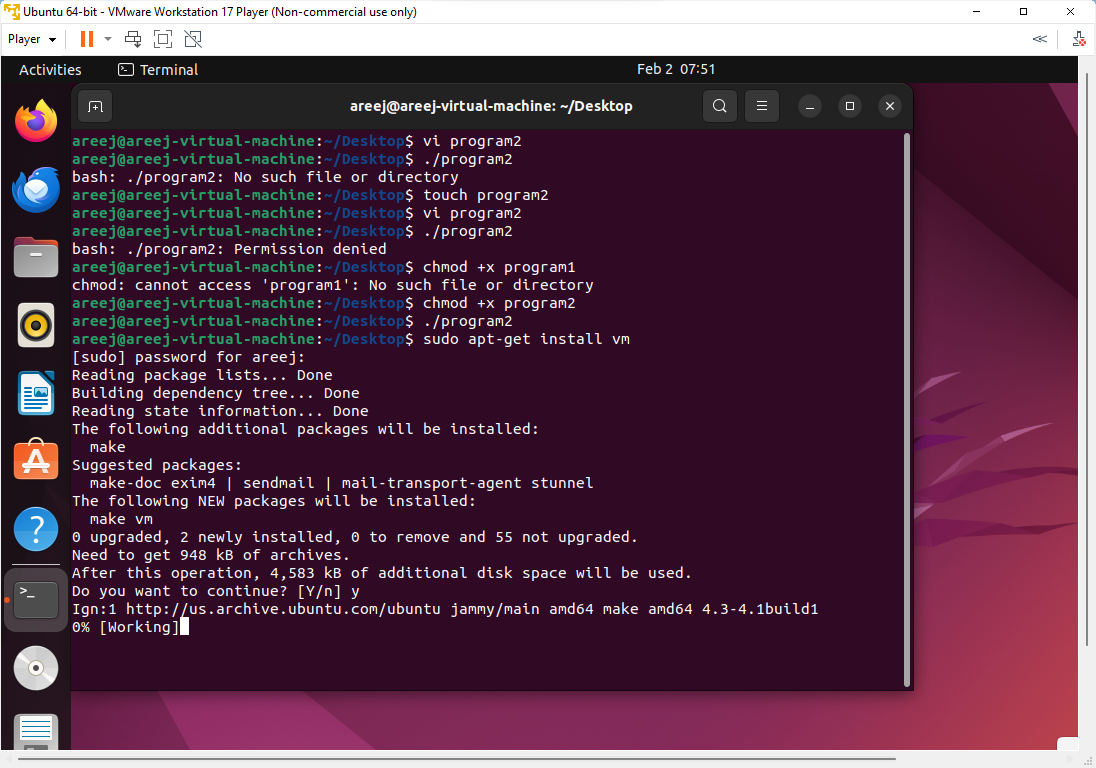 Ubuntu 64-bit - VMware Workstation 17 Player (Non-commercial use only)
Player
Activities
Terminal
Feb 2 07:51
areej@areej-virtual-machine: ~/Desktop
areej@areej-virtual-machine:~/Desktop$ vi program2
areej@areej-virtual-machine:~/Desktop$ ./program2
bash: ./program2: No such file or directory
areej@areej-virtual-machine:~/Desktop$ touch program2
areej@areej-virtual-machine:~/Desktop$ vi program2
areej@areej-virtual-machine:~/Desktop$ ./program2
bash: ./program2: Permission denied
areej@areej-virtual-machine:~/Desktop$ chmod +x program1
chmod: cannot access 'program1': No such file or directory
areej@areej-virtual-machine:~/Desktop$ chmod +x program2
areej@areej-virtual-machine:~/Desktop$ ./program2
areej@areej-virtual-machine:~/Desktop$ sudo apt-get install vm
[sudo] password for areej:
Reading package lists... Done
Building dependency tree... Done
Reading state information... Done
The following additional packages will be installed:
  make
Suggested packages:
  make-doc exim4 | sendmail | mail-transport-agent stunnel
The following NEW packages will be installed:
  make vm
0 upgraded, 2 newly installed, 0 to remove and 55 not upgraded.
Need to get 948 kB of archives.
After this operation, 4,583 kB of additional disk space will be used.
Do you want to continue? [Y/n] y
Ign:1 http://us.archive.ubuntu.com/ubuntu jammy/main amd64 make amd64 4.3-4.1build1
0% [Working]